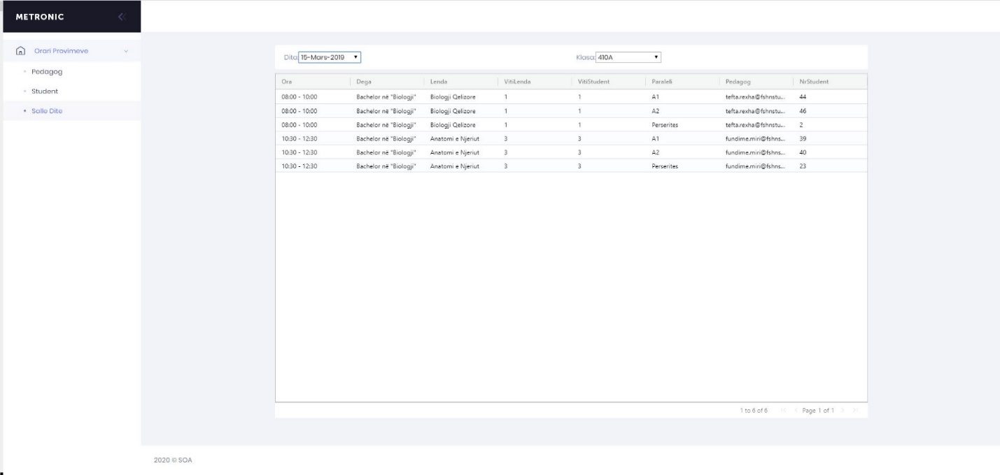 METRONIC
Orari Provimeve
Pedagog
Student
Salle Dite
Dita: 15-Mars-2019 Klasa: 410A
Ora Dega Lenda VitiLenda VitiStudent Paraleli Pedagog NrStudent
08:00 - 10:00 Bachelor në "Biologji" Biologji Qelizore 1 1 A1 tefta.rexha@fshnstu... 44
08:00 - 10:00 Bachelor në "Biologji" Biologji Qelizore 1 1 A2 tefta.rexha@fshnstu... 46
08:00 - 10:00 Bachelor në "Biologji" Biologji Qelizore 1 1 Perserites tefta.rexha@fshnstu... 2
10:30 - 12:30 Bachelor në "Biologji" Anatomi e Njeriut 3 3 A1 fundime.miri@fshns... 39
10:30 - 12:30 Bachelor në "Biologji" Anatomi e Njeriut 3 3 A2 fundime.miri@fshns... 40
10:30 - 12:30 Bachelor në "Biologji" Anatomi e Njeriut 3 3 Perserites fundime.miri@fshns... 23
1 to 6 of 6 Page 1 of 1
2020 © SOA